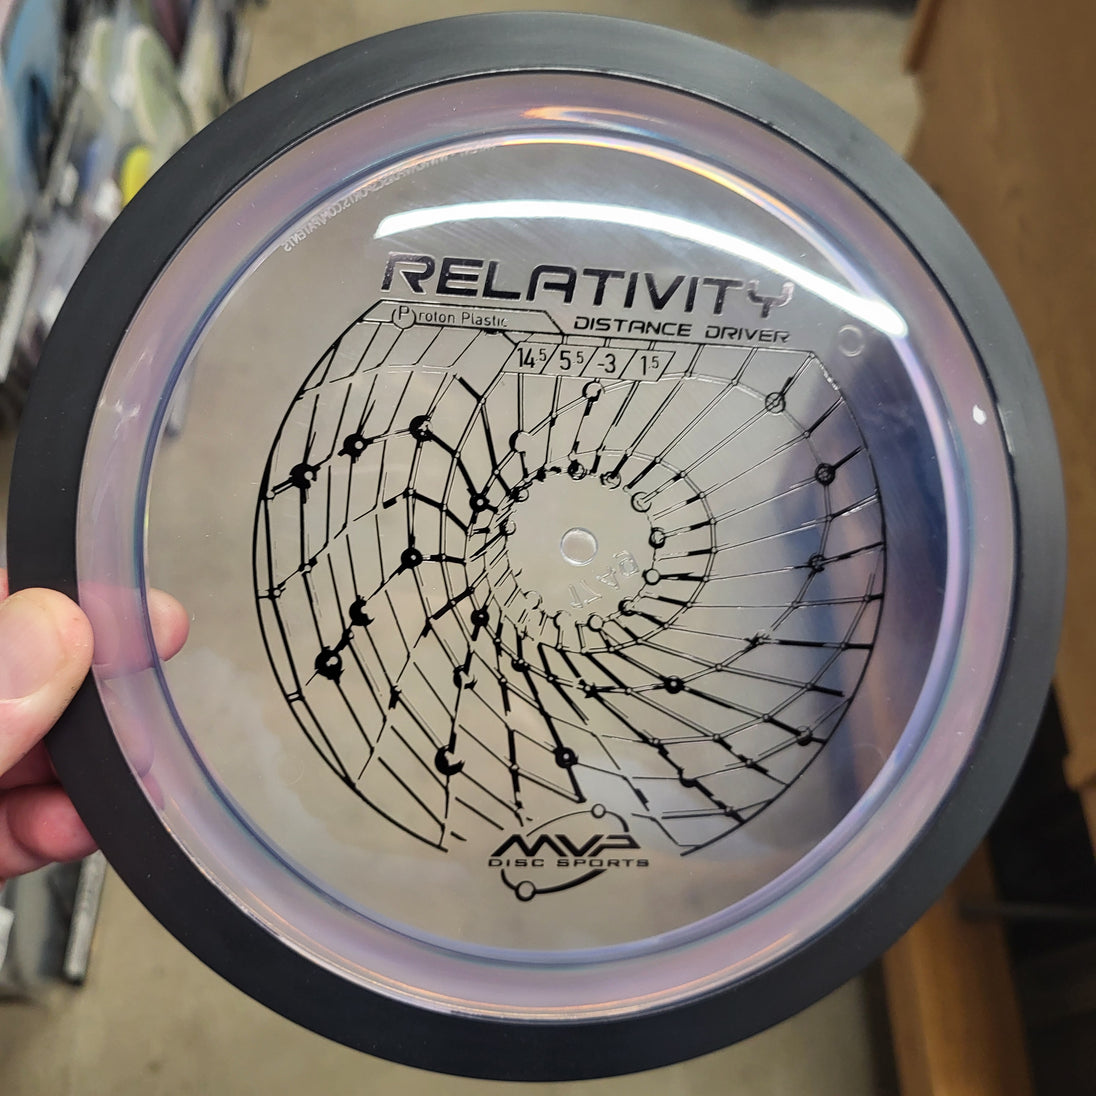 RELATIVITY
Proton Plastic
DISTANCE DRIVER
14.5 / 5.5 / -3 / 1.5
MVP
DISC SPORTS